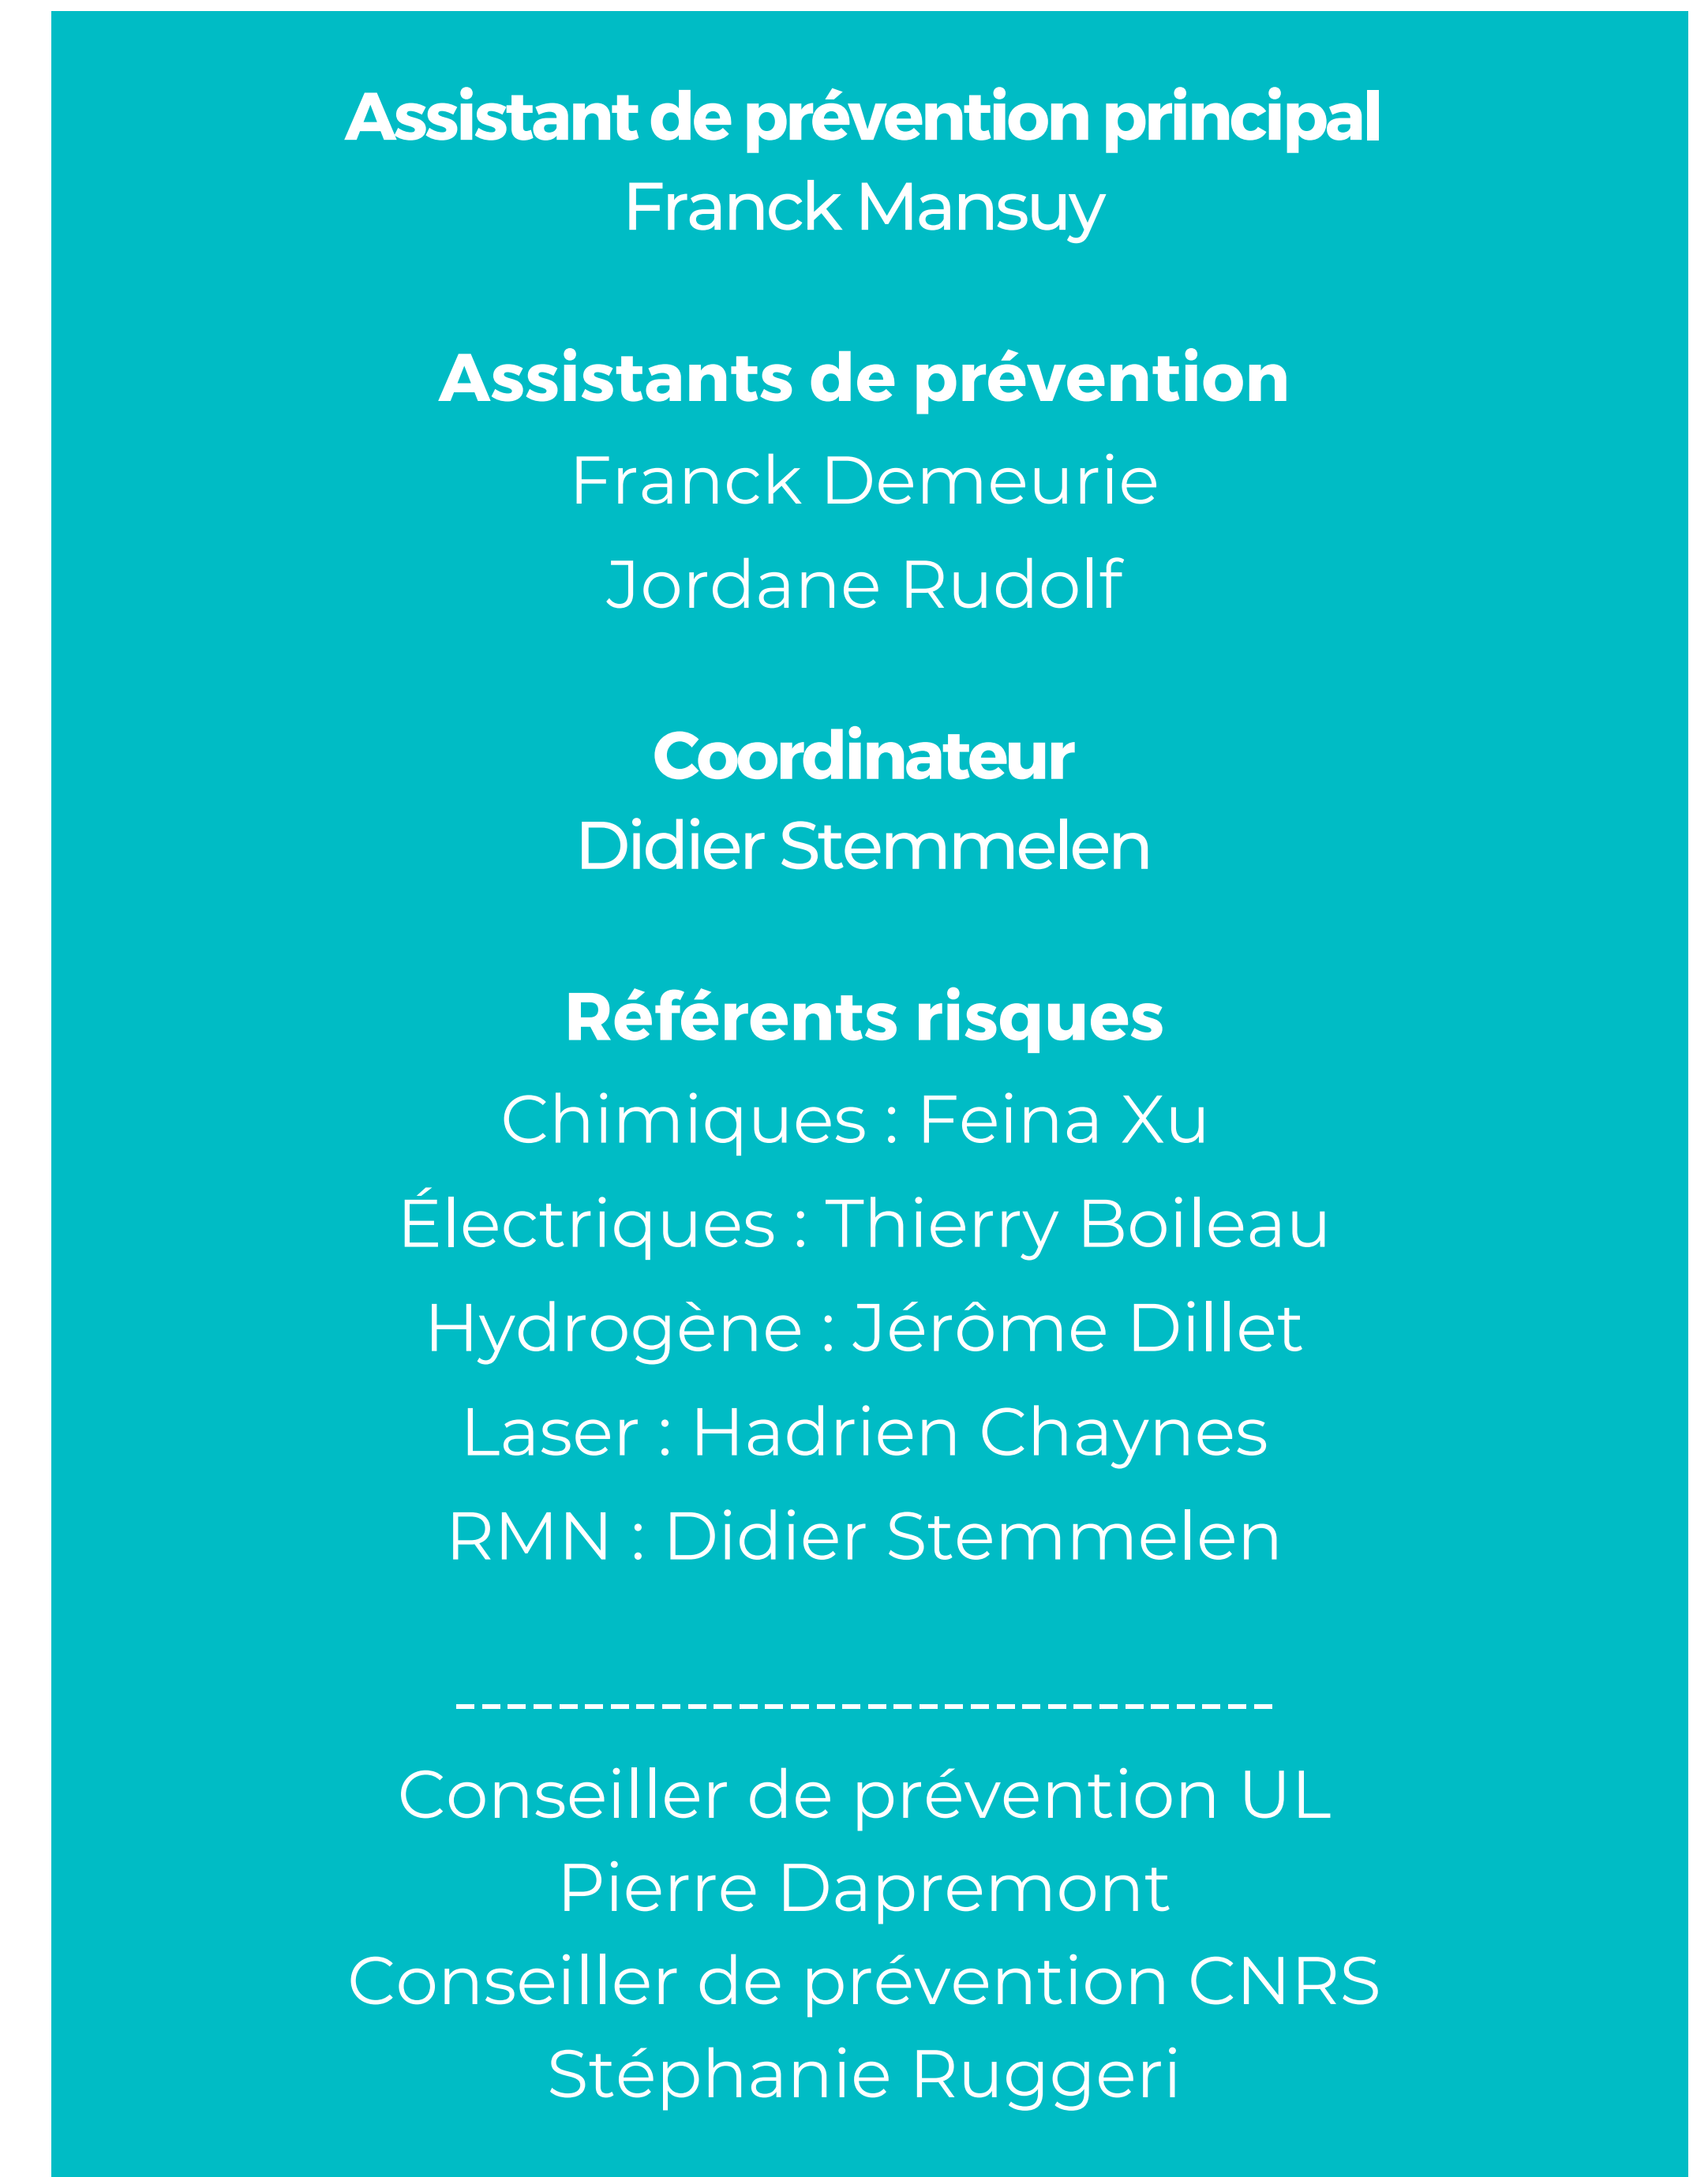 Assistant de prévention principal
Franck Mansuy
Assistants de prévention
Franck Demeurie
Jordane Rudolf
Coordinateur
Didier Stemmelen
Référents risques
Chimiques : Feina Xu
Électriques : Thierry Boileau
Hydrogène : Jérôme Dillet
Laser : Hadrien Chaynes
RMN : Didier Stemmelen
--------------------------------
Conseiller de prévention UL
Pierre Dapremont
Conseiller de prévention CNRS
Stéphanie Ruggeri